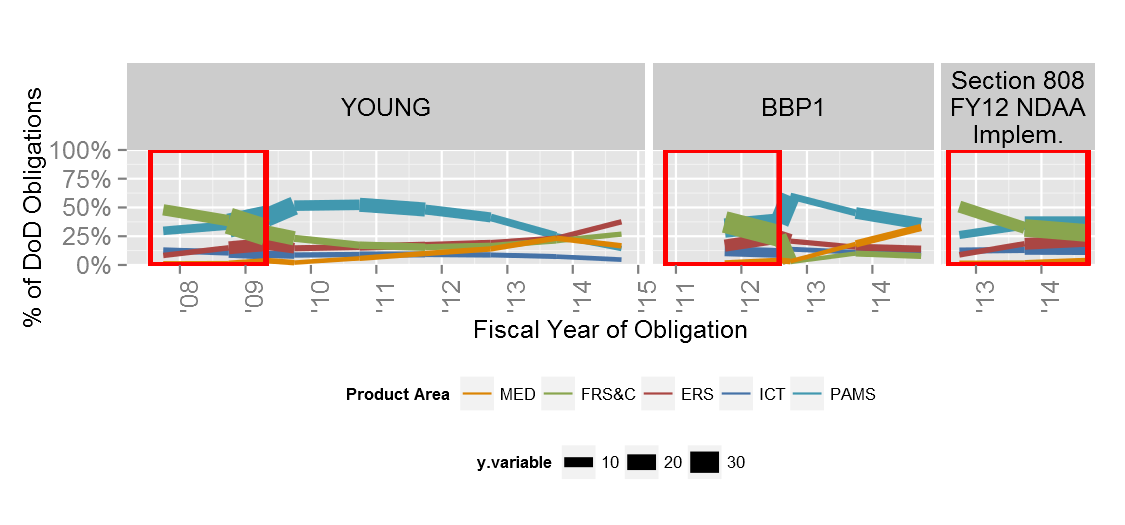 YOUNG
BBP1
Section 808
FY12 NDAA
Implem.
% of DoD Obligations
100%
75%
50%
25%
0%
'08
'09
'10
'11
'12
'13
'14
'15
'11
'12
'13
'14
'13
'14
Fiscal Year of Obligation
Product Area MED FRS&C ERS ICT PAMS
y.variable 10 20 30